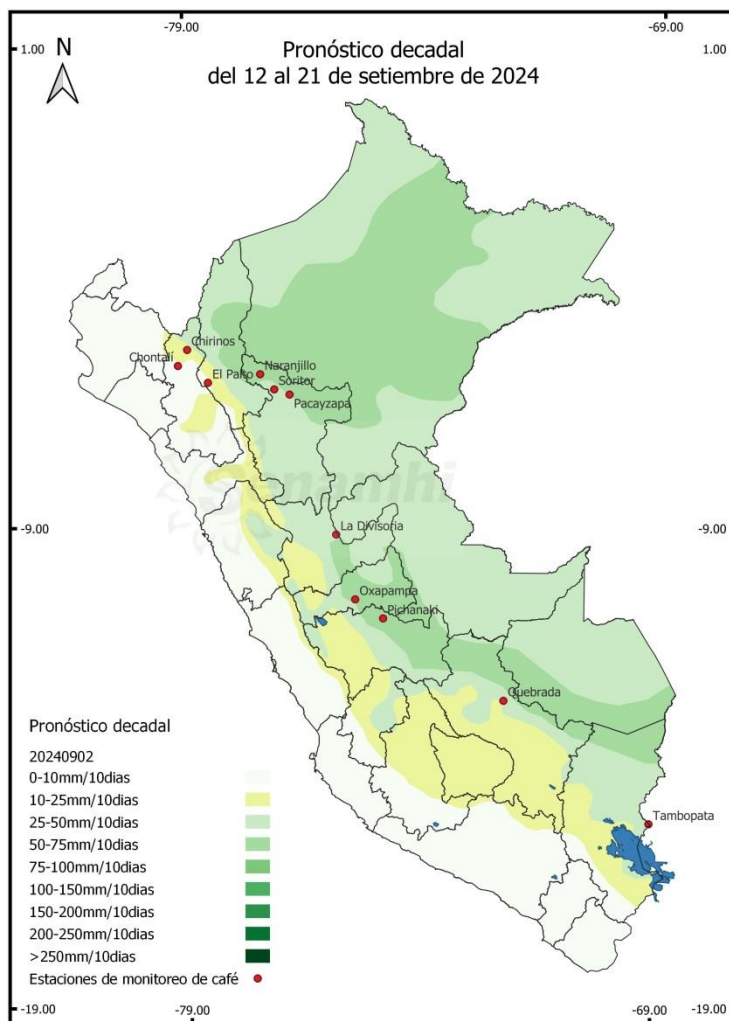 -79.00
-69.00
1.00
1.00
N
Pronóstico decadal
del 12 al 21 de setiembre de 2024
Chirinos
Chontalí
El Palto
Naranjillo
Soritor
Pacayzapa
Senamhi
-9.00
-9.00
La Divisoria
Oxapampa
Pichanaki
Quebrada
Tambopata
Pronóstico decadal
20240902
0-10mm/10dias
10-25mm/10dias
25-50mm/10dias
50-75mm/10dias
75-100mm/10dias
100-150mm/10dias
150-200mm/10dias
200-250mm/10dias
>250mm/10dias
Estaciones de monitoreo de café
-19.00
-19.00
-79.00
-69.00